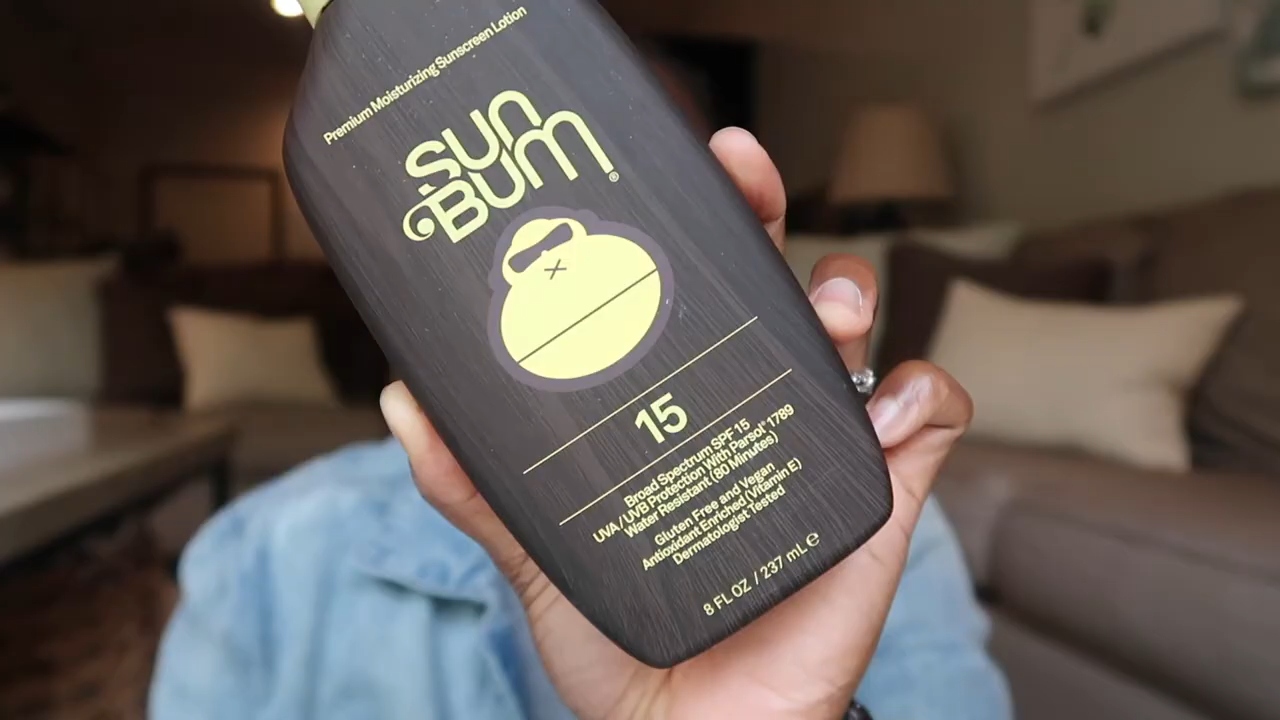 Premium Moisturizing Sunscreen Lotion
sun
Bum®
15
Broad Spectrum SPF 15
UVA/UVB Protection With Parsol® 1789
Water Resistant (80 Minutes)
Gluten Free and Vegan
Antioxidant Enriched (Vitamin E)
Dermatologist Tested
8 FL OZ / 237 mL ℮